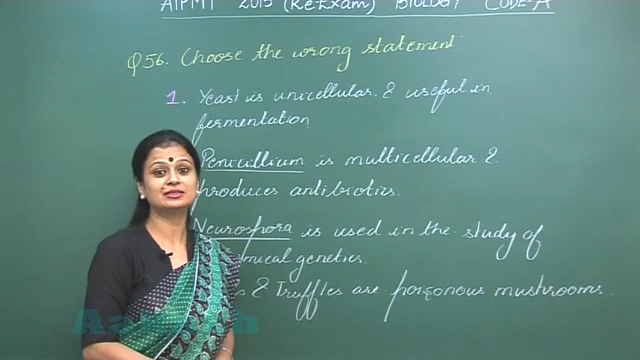 AIPMT 2015 (Re-Exam) BIOLOGY CODE-A
Q56. Choose the wrong statement
1. Yeast is unicellular & useful in
fermentation
Penicillium is multicellular &
produces antibiotics.
Neurospora is used in the study of
genetics.
& Truffles are poisonous mushrooms.
Aakash